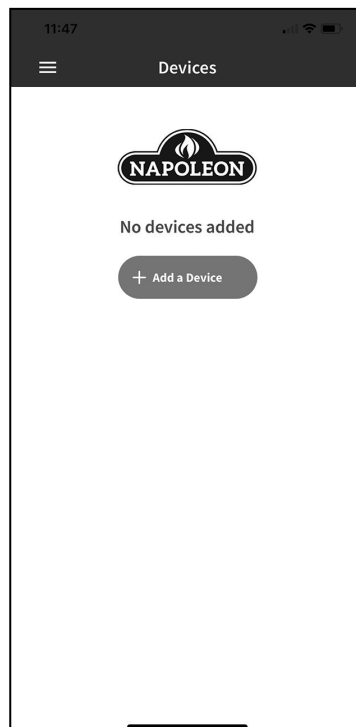 11:47
Devices
NAPOLEON
No devices added
+ Add a Device